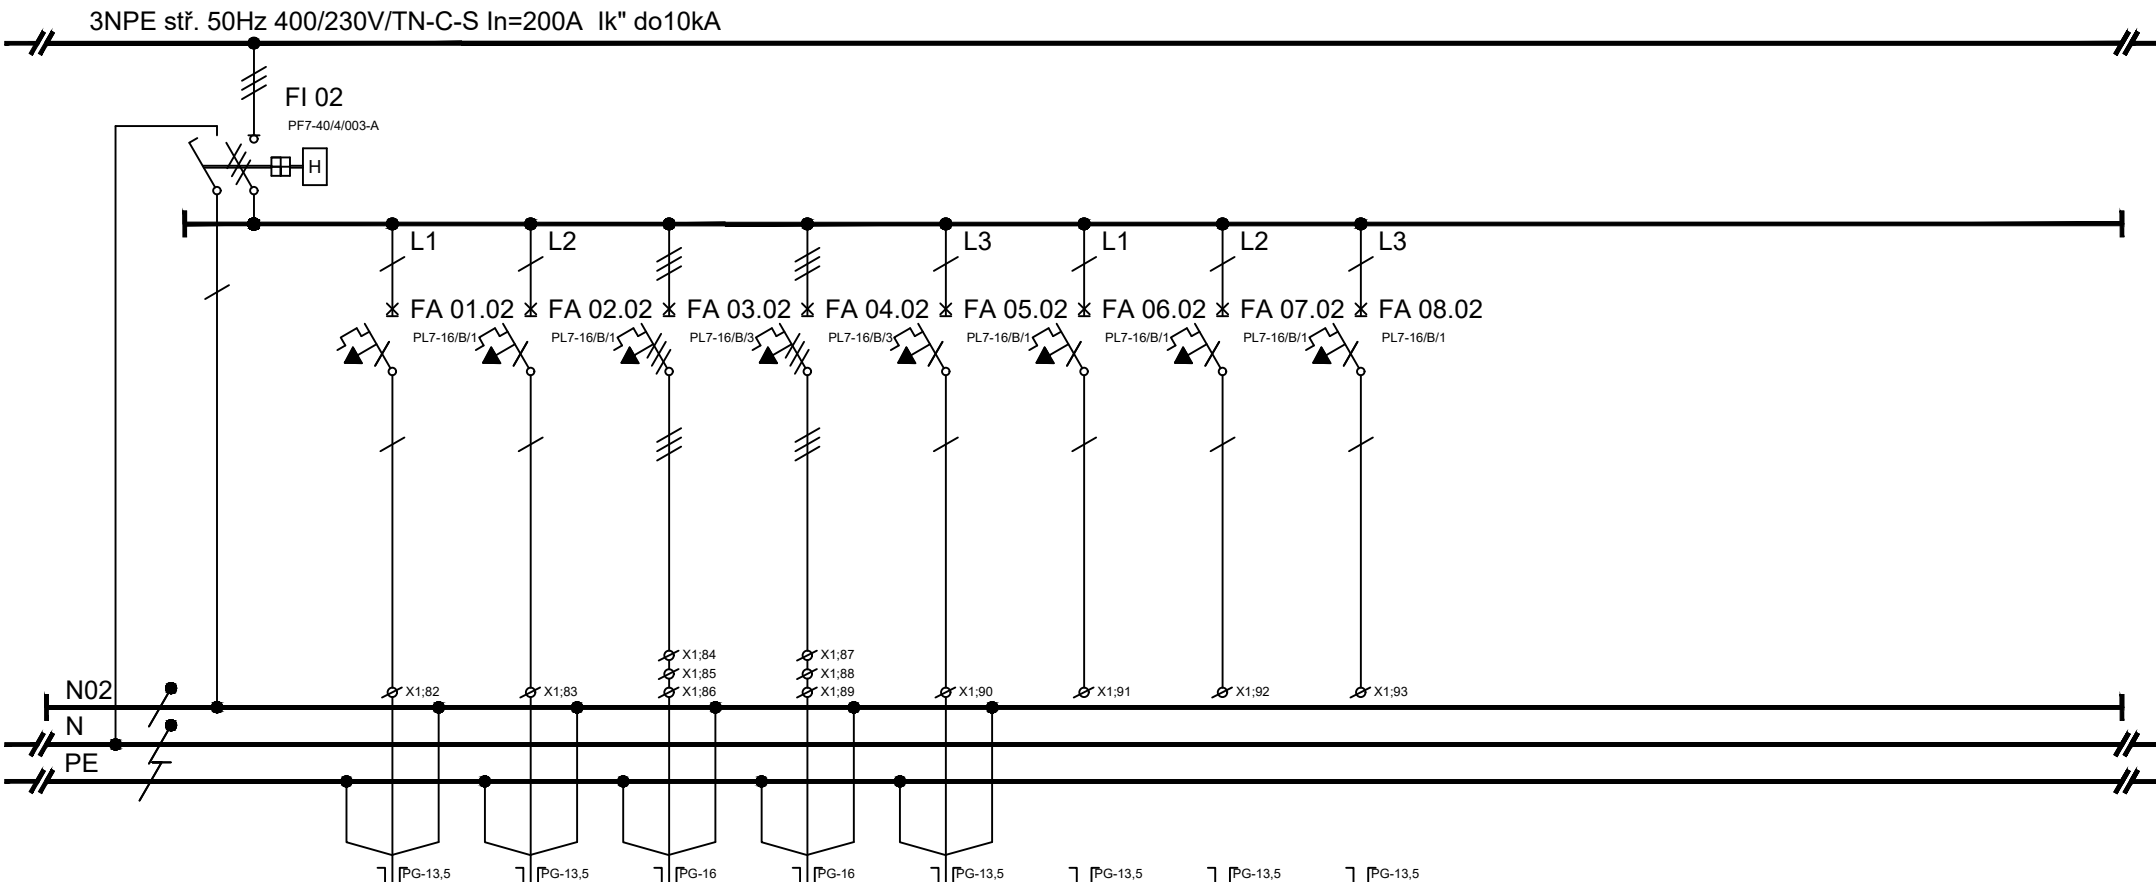 3NPE stř. 50Hz 400/230V/TN-C-S In=200A Ik" do10kA
FI 02
PF7-40/4/003-A
H
L1 L2 L3 L1 L2 L3
FA 01.02 FA 02.02 FA 03.02 FA 04.02 FA 05.02 FA 06.02 FA 07.02 FA 08.02
PL7-16/B/1 PL7-16/B/1 PL7-16/B/3 PL7-16/B/3 PL7-16/B/1 PL7-16/B/1 PL7-16/B/1 PL7-16/B/1
X1;84 X1;87
X1;85 X1;88
N02 X1;82 X1;83 X1;86 X1;89 X1;90 X1;91 X1;92 X1;93
N
PE
PG-13,5 PG-13,5 PG-16 PG-16 PG-13,5 PG-13,5 PG-13,5 PG-13,5